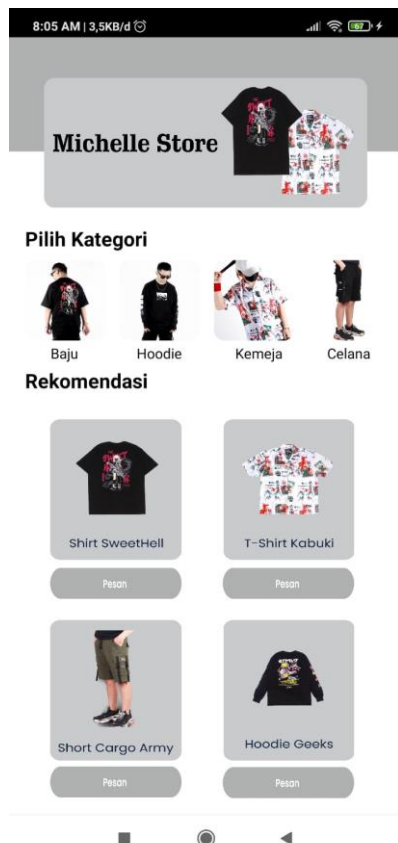 8:05 AM | 3,5KB/d
67
Michelle Store
Pilih Kategori
Baju Hoodie Kemeja Celana
Rekomendasi
Shirt SweetHell T-Shirt Kabuki
Pesan Pesan
Short Cargo Army Hoodie Geeks
Pesan Pesan